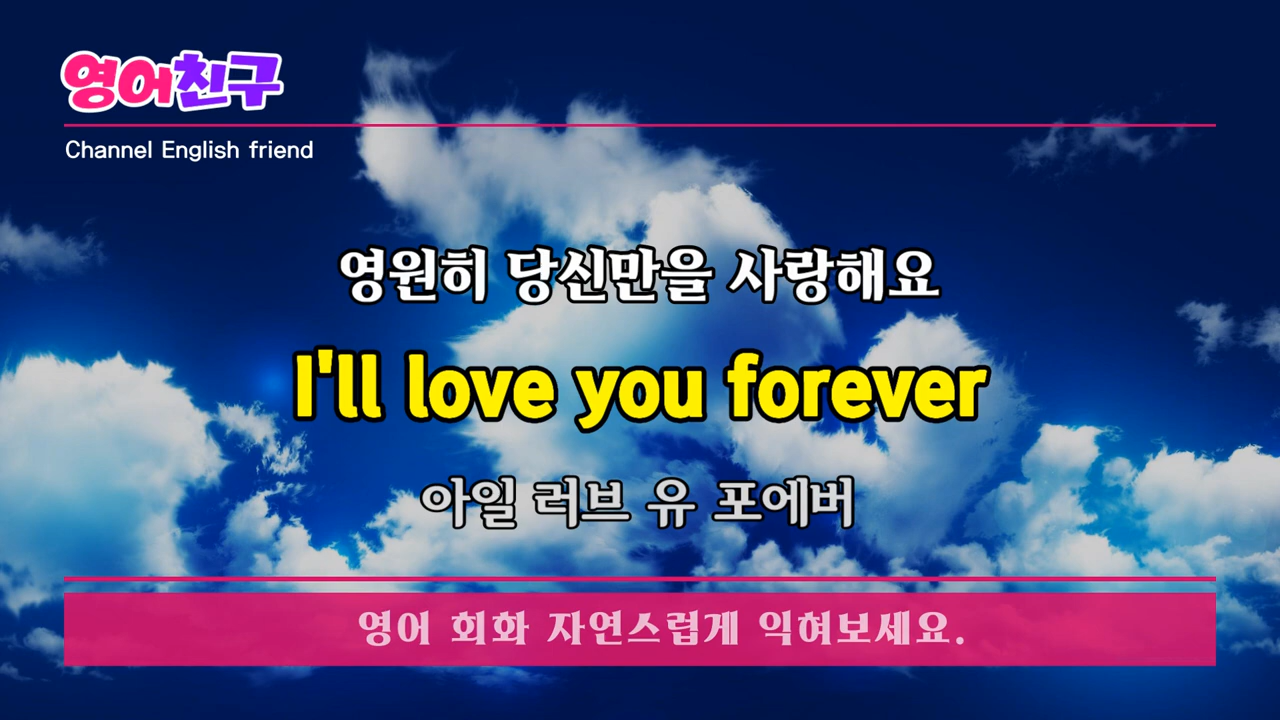 영어친구
Channel English friend
영원히 당신만을 사랑해요
I'll love you forever
아일 러브 유 포에버
영어 회화 자연스럽게 익혀보세요.